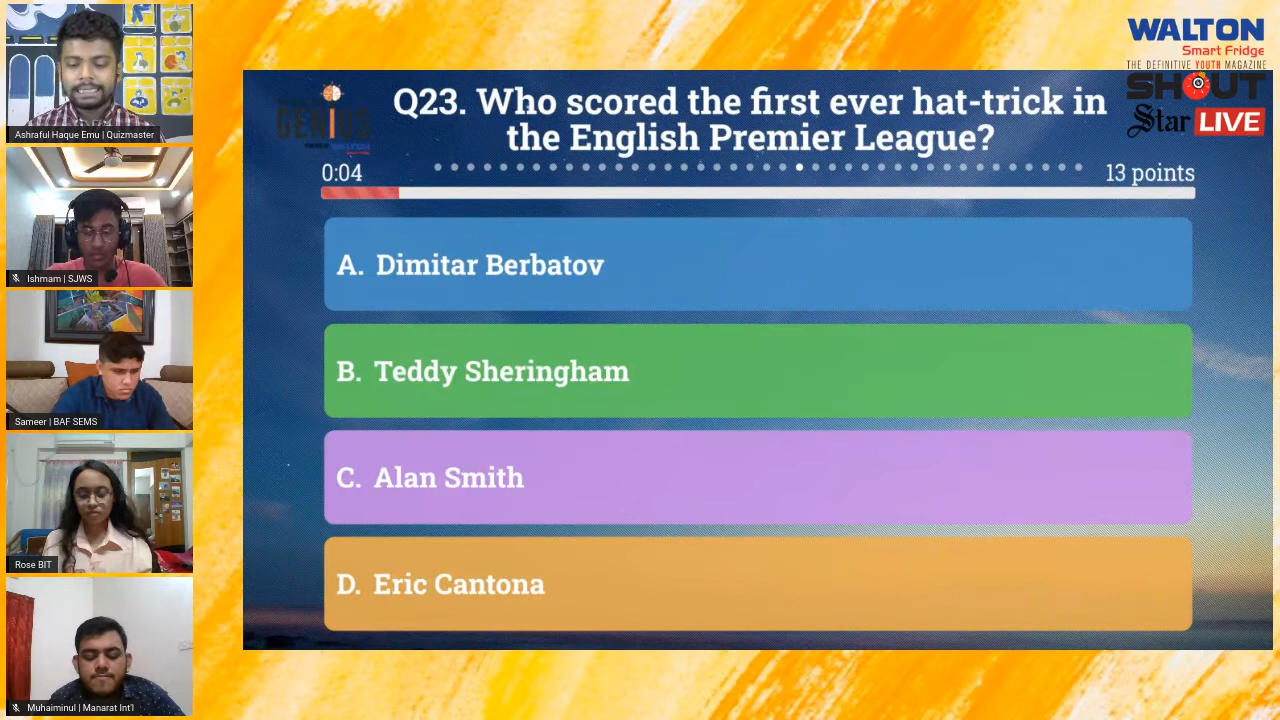 Ashraful Haque Emu | Quizmaster
Ishmam | SJWS
Sameer | BAF SEMS
Rose BIT
Muhaiminul | Manarat Int'l
GENIUS
Q23. Who scored the first ever hat-trick in
the English Premier League?
0:04
13 points
A. Dimitar Berbatov
B. Teddy Sheringham
C. Alan Smith
D. Eric Cantona
WALTON
Smart Fridge
THE DEFINITIVE YOUTH MAGAZINE
SHOUT
Star LIVE